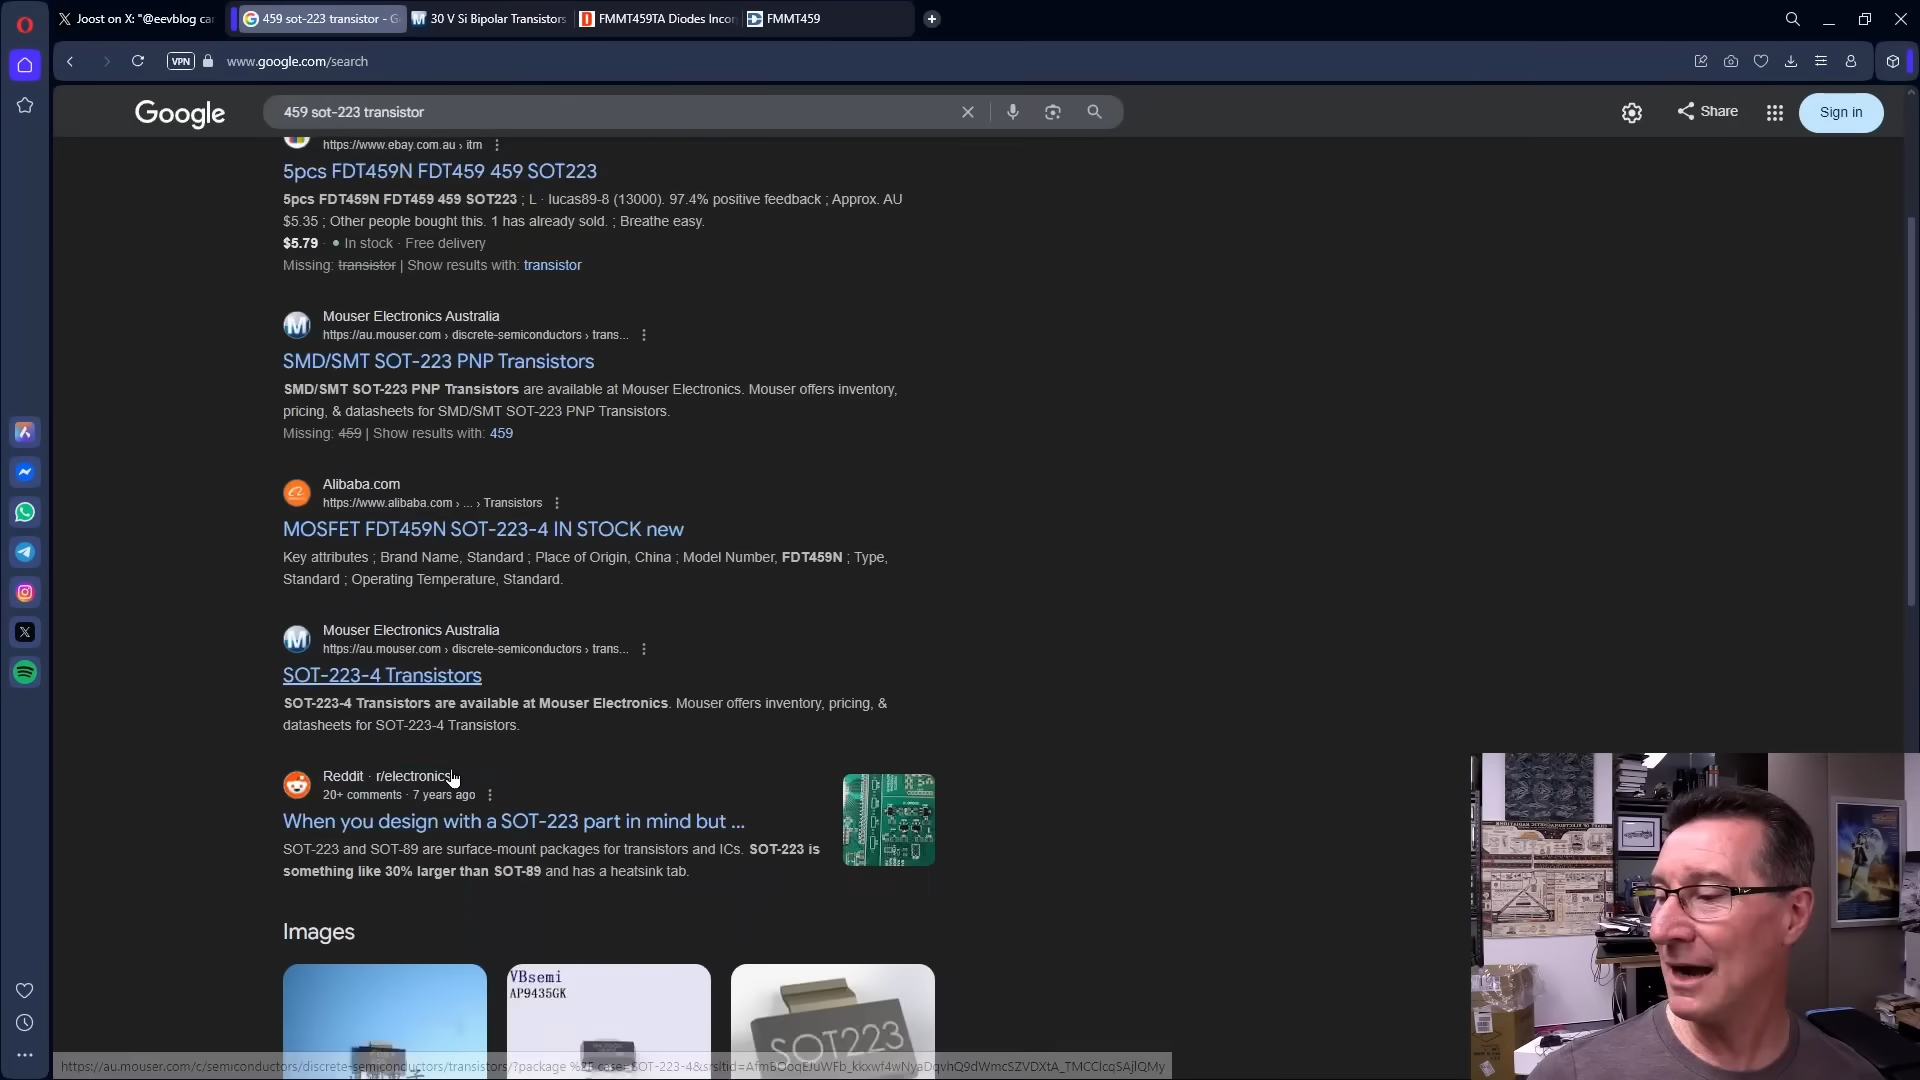 Joost on X: "@eevblog car
459 sot-223 transistor - G
30 V Si Bipolar Transistors
FMMT459TA Diodes Incor
FMMT459
VPN
www.google.com/search
Google
459 sot-223 transistor
Share
Sign in
https://www.ebay.com.au › itm
5pcs FDT459N FDT459 459 SOT223
5pcs FDT459N FDT459 459 SOT223 ; L · lucas89-8 (13000). 97.4% positive feedback ; Approx. AU
$5.35 ; Other people bought this. 1 has already sold. ; Breathe easy.
$5.79 · In stock · Free delivery
Missing: transistor | Show results with: transistor
Mouser Electronics Australia
https://au.mouser.com › discrete-semiconductors › trans...
SMD/SMT SOT-223 PNP Transistors
SMD/SMT SOT-223 PNP Transistors are available at Mouser Electronics. Mouser offers inventory,
pricing, & datasheets for SMD/SMT SOT-223 PNP Transistors.
Missing: 459 | Show results with: 459
Alibaba.com
https://www.alibaba.com › ... › Transistors
MOSFET FDT459N SOT-223-4 IN STOCK new
Key attributes ; Brand Name, Standard ; Place of Origin, China ; Model Number, FDT459N ; Type,
Standard ; Operating Temperature, Standard.
Mouser Electronics Australia
https://au.mouser.com › discrete-semiconductors › trans...
SOT-223-4 Transistors
SOT-223-4 Transistors are available at Mouser Electronics. Mouser offers inventory, pricing, &
datasheets for SOT-223-4 Transistors.
Reddit · r/electronics
20+ comments · 7 years ago
When you design with a SOT-223 part in mind but ...
SOT-223 and SOT-89 are surface-mount packages for transistors and ICs. SOT-223 is
something like 30% larger than SOT-89 and has a heatsink tab.
Images
VBsemi
AP9435GK
SOT223